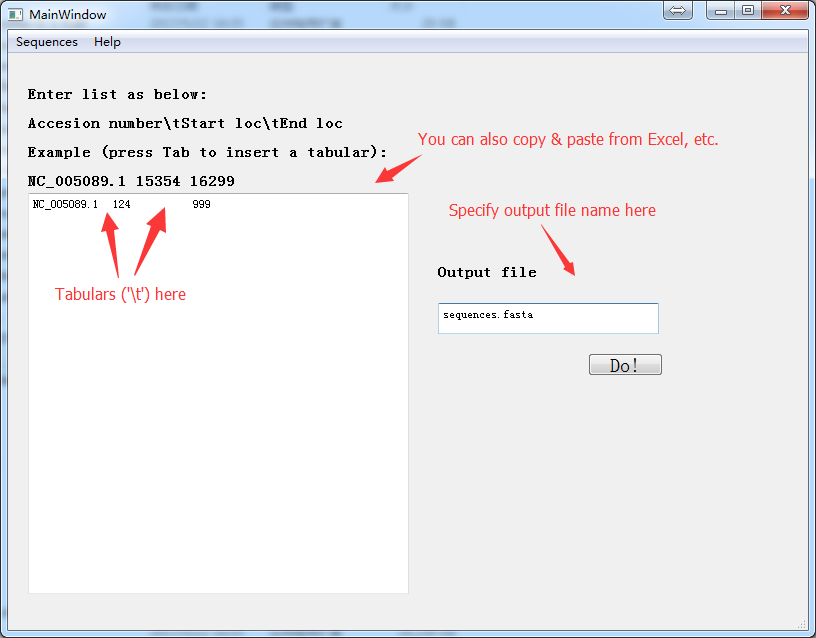 MainWindow
Sequences Help
Enter list as below:
Accesion number\tStart loc\tEnd loc
Example (press Tab to insert a tabular):
NC_005089.1 15354 16299
You can also copy & paste from Excel, etc.
NC_005089.1 124 999
Specify output file name here
Tabulars ('\t') here
Output file
sequences.fasta
Do!